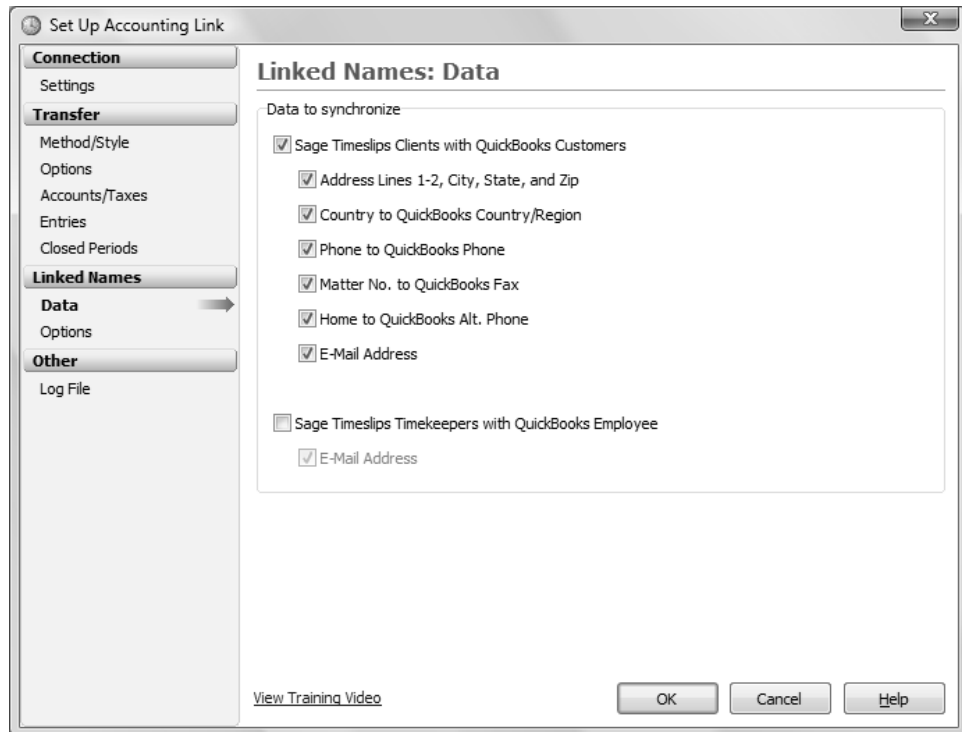 Set Up Accounting Link
Connection
Settings
Transfer
Method/Style
Options
Accounts/Taxes
Entries
Closed Periods
Linked Names
Data
Options
Other
Log File
Linked Names: Data
Data to synchronize
Sage Timeslips Clients with QuickBooks Customers
Address Lines 1-2, City, State, and Zip
Country to QuickBooks Country/Region
Phone to QuickBooks Phone
Matter No. to QuickBooks Fax
Home to QuickBooks Alt. Phone
E-Mail Address
Sage Timeslips Timekeepers with QuickBooks Employee
E-Mail Address
View Training Video
OK
Cancel
Help